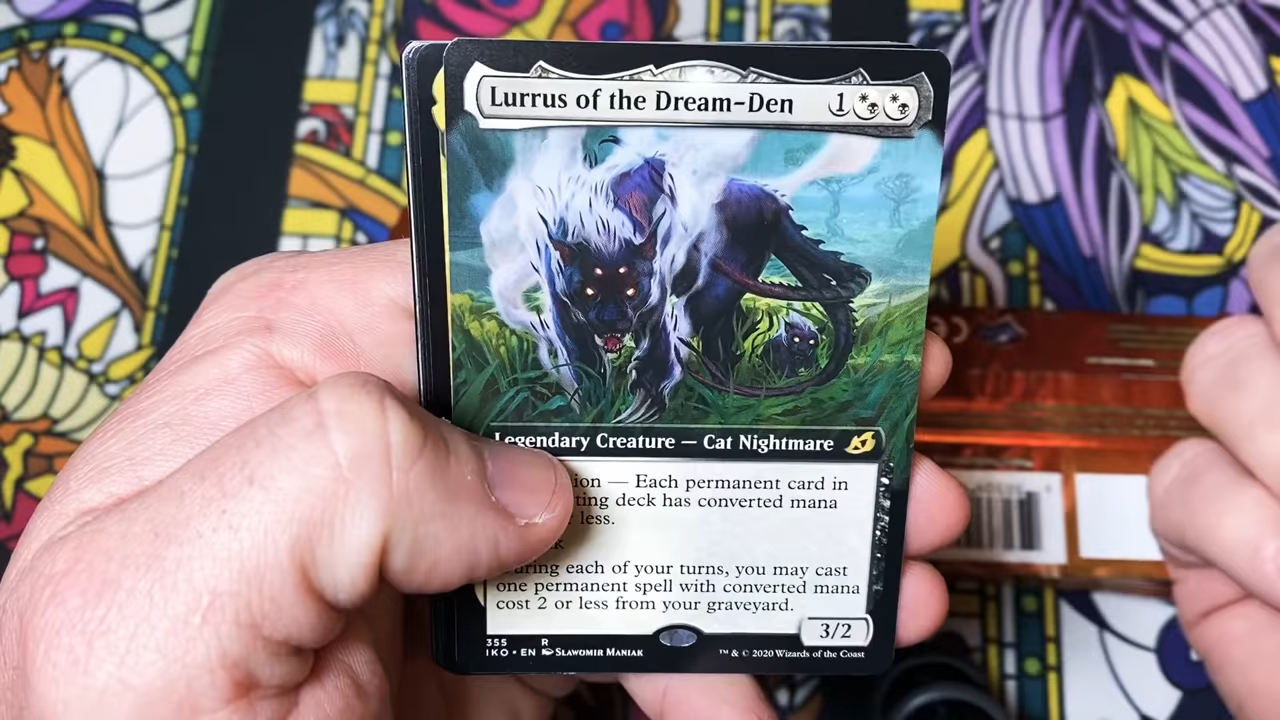 Lurrus of the Dream-Den 1
Legendary Creature — Cat Nightmare
ion — Each permanent card in
ting deck has converted mana
less.
uring each of your turns, you may cast
one permanent spell with converted mana
cost 2 or less from your graveyard.
3/2
355 R
IKO • EN Slawomir Maniak
™ & © 2020 Wizards of the Coast